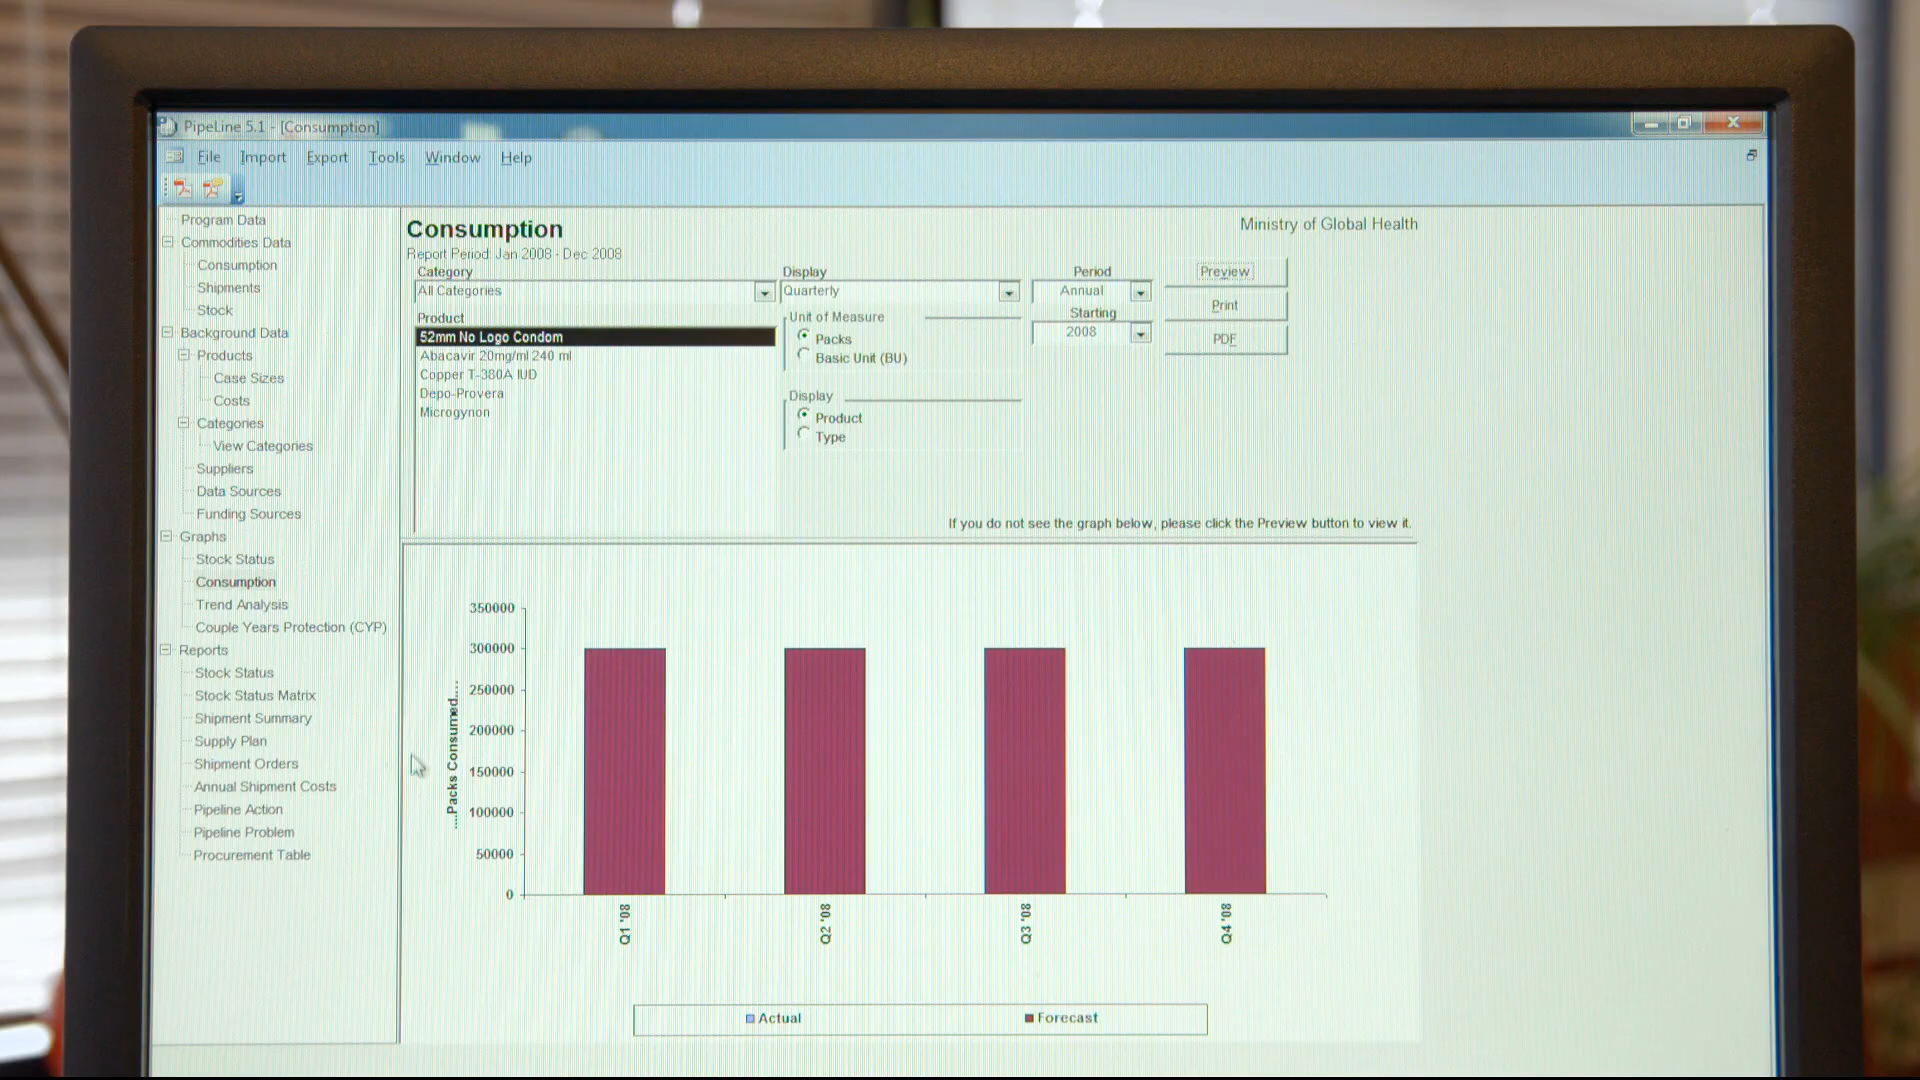 PipeLine 5.1 - [Consumption]
File Import Export Tools Window Help
Program Data
Commodities Data
Consumption
Shipments
Stock
Background Data
Products
Case Sizes
Costs
Categories
View Categories
Suppliers
Data Sources
Funding Sources
Graphs
Stock Status
Consumption
Trend Analysis
Couple Years Protection (CYP)
Reports
Stock Status
Stock Status Matrix
Shipment Summary
Supply Plan
Shipment Orders
Annual Shipment Costs
Pipeline Action
Pipeline Problem
Procurement Table
Consumption
Ministry of Global Health
Report Period: Jan 2008 - Dec 2008
Category
All Categories
Product
52mm No Logo Condom
Abacavir 20mg/ml 240 ml
Copper T-380A IUD
Depo-Provera
Microgynon
Display
Quarterly
Unit of Measure
Packs
Basic Unit (BU)
Display
Product
Type
Period
Annual
Starting
2008
Preview
Print
PDF
If you do not see the graph below, please click the Preview button to view it.
....Packs Consumed....
350000
300000
250000
200000
150000
100000
50000
0
Q1 '08
Q2 '08
Q3 '08
Q4 '08
Actual Forecast